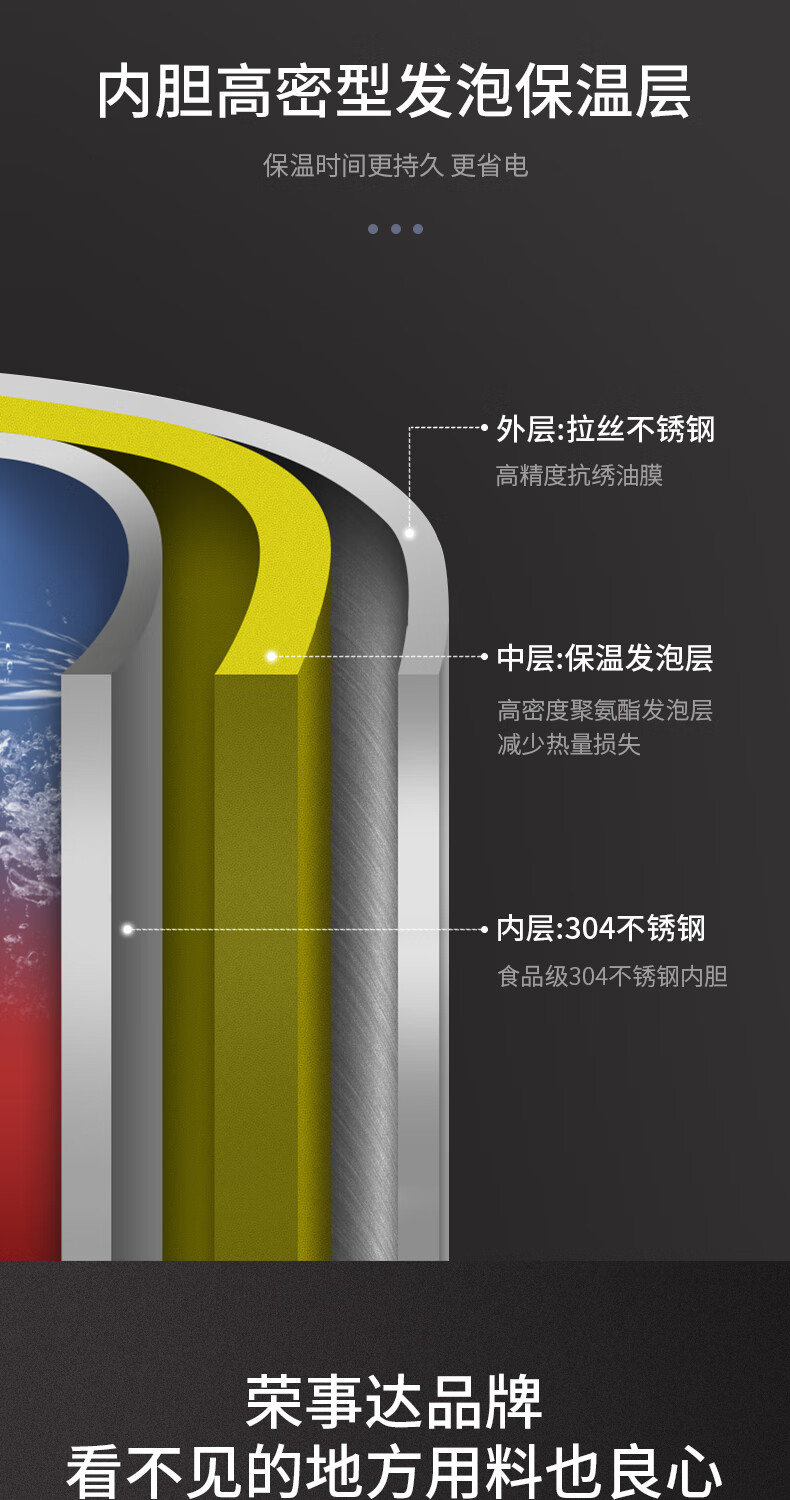 内胆高密型发泡保温层
保温时间更持久 更省电
外层:拉丝不锈钢
高精度抗绣油膜
中层:保温发泡层
高密度聚氨酯发泡层
减少热量损失
内层:304不锈钢
食品级304不锈钢内胆
荣事达品牌
看不见的地方用料也良心